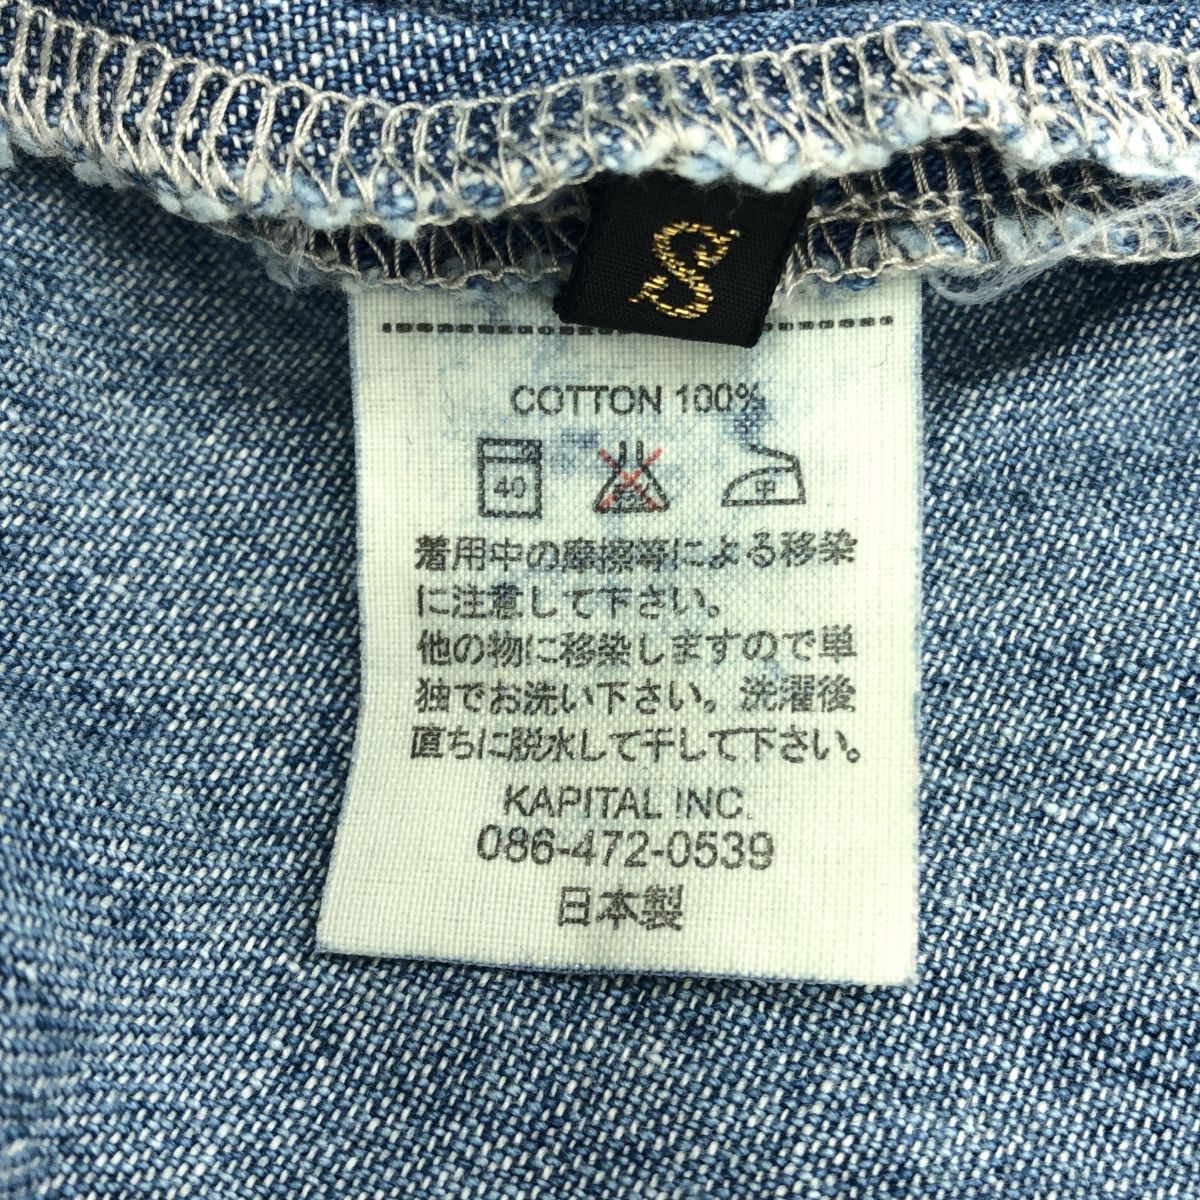 S
COTTON 100%
40 中
着用中の摩擦等による移染
に注意して下さい。
他の物に移染しますので単
独でお洗い下さい。洗濯後
直ちに脱水して干して下さい。
KAPITAL INC.
086-472-0539
日本製